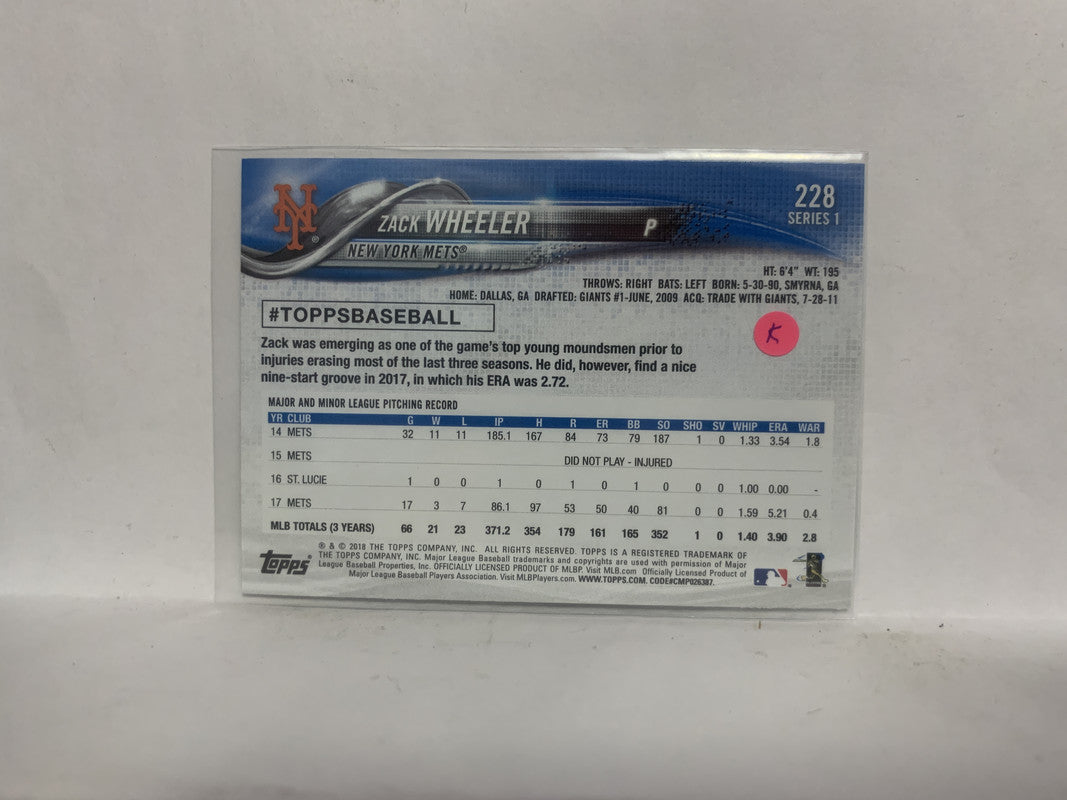 NY ®
ZACK WHEELER P
NEW YORK METS®
228
SERIES 1
HT: 6'4" WT: 195
THROWS: RIGHT BATS: LEFT BORN: 5-30-90, SMYRNA, GA
HOME: DALLAS, GA DRAFTED: GIANTS #1-JUNE, 2009 ACQ: TRADE WITH GIANTS, 7-28-11
#TOPPSBASEBALL
K
Zack was emerging as one of the game's top young moundsmen prior to
injuries erasing most of the last three seasons. He did, however, find a nice
nine-start groove in 2017, in which his ERA was 2.72.
MAJOR AND MINOR LEAGUE PITCHING RECORD
YR CLUB G W L IP H R ER BB SO SHO SV WHIP ERA WAR
14 METS 32 11 11 185.1 167 84 73 79 187 1 0 1.33 3.54 1.8
15 METS DID NOT PLAY - INJURED
16 ST. LUCIE 1 0 0 1 0 1 0 1 0 0 0 1.00 0.00 -
17 METS 17 3 7 86.1 97 53 50 40 81 0 0 1.59 5.21 0.4
MLB TOTALS (3 YEARS) 66 21 23 371.2 354 179 161 165 352 1 0 1.40 3.90 2.8
Topps®
® & © 2018 THE TOPPS COMPANY, INC. ALL RIGHTS RESERVED. TOPPS IS A REGISTERED TRADEMARK OF
THE TOPPS COMPANY, INC. Major League Baseball trademarks and copyrights are used with permission of Major
League Baseball Properties, Inc. OFFICIALLY LICENSED PRODUCT OF MLBP. Visit MLB.com Officially Licensed Product of
Major League Baseball Players Association. Visit MLBPlayers.com. WWW.TOPPS.COM. CODE#CMP026387.